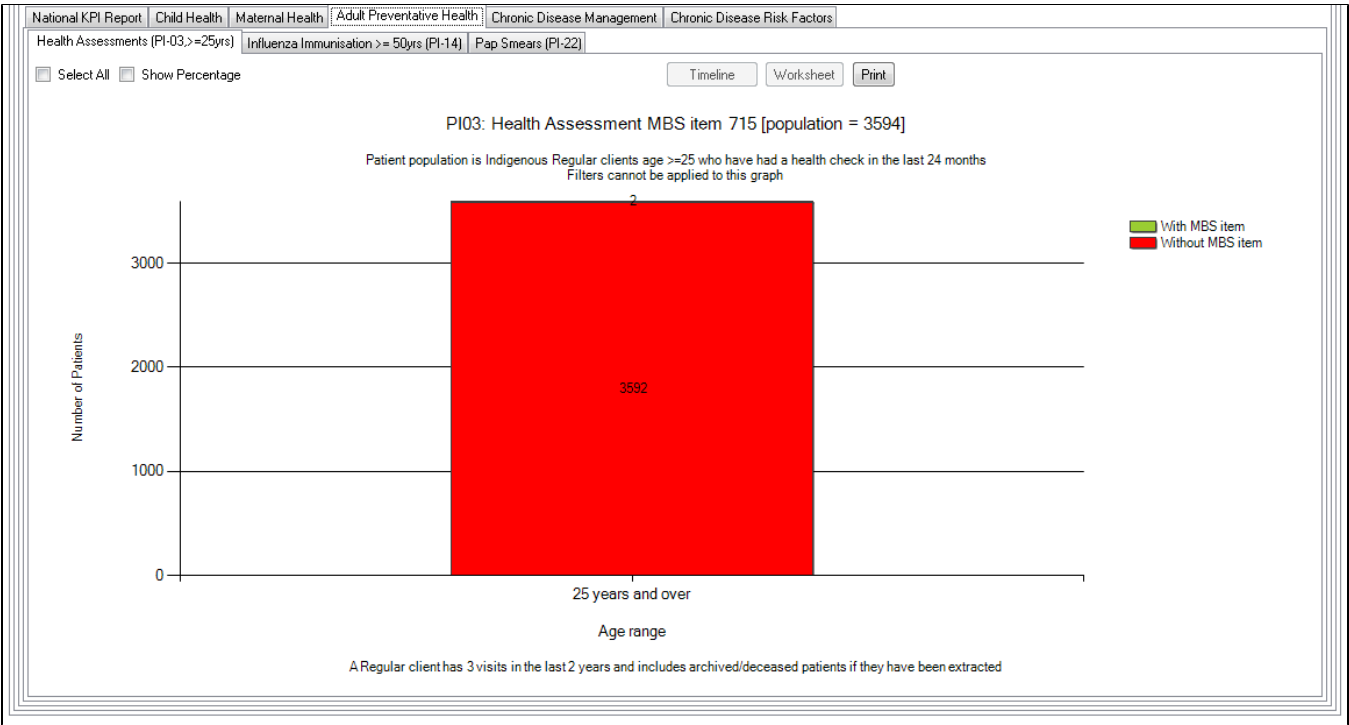 National KPI Report Child Health Maternal Health Adult Preventative Health Chronic Disease Management Chronic Disease Risk Factors
Health Assessments (PI-03,>=25yrs) Influenza Immunisation >= 50yrs (PI-14) Pap Smears (PI-22)
Select All Show Percentage Timeline Worksheet Print
PI03: Health Assessment MBS item 715 [population = 3594]
Patient population is Indigenous Regular clients age >=25 who have had a health check in the last 24 months
Filters cannot be applied to this graph
2
With MBS item
Without MBS item
3000
2000
1000
0
Number of Patients
3592
25 years and over
Age range
A Regular client has 3 visits in the last 2 years and includes archived/deceased patients if they have been extracted